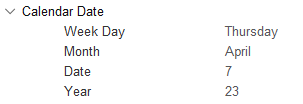 Calendar Date
Week Day Thursday
Month April
Date 7
Year 23